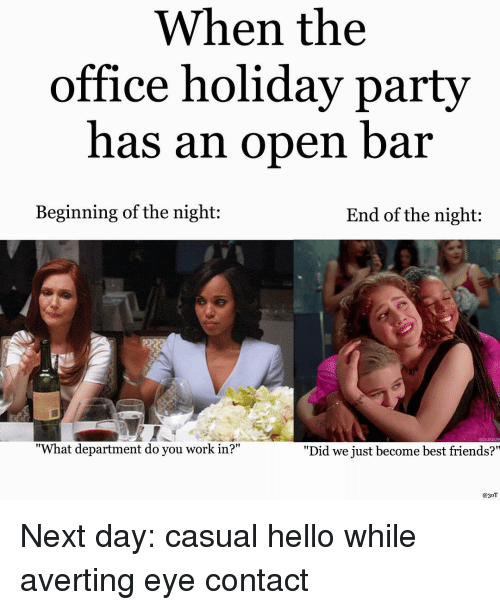 When the
office holiday party
has an open bar
Beginning of the night:
End of the night:
"What department do you work in?"
"Did we just become best friends?"
@30T
Next day: casual hello while
averting eye contact